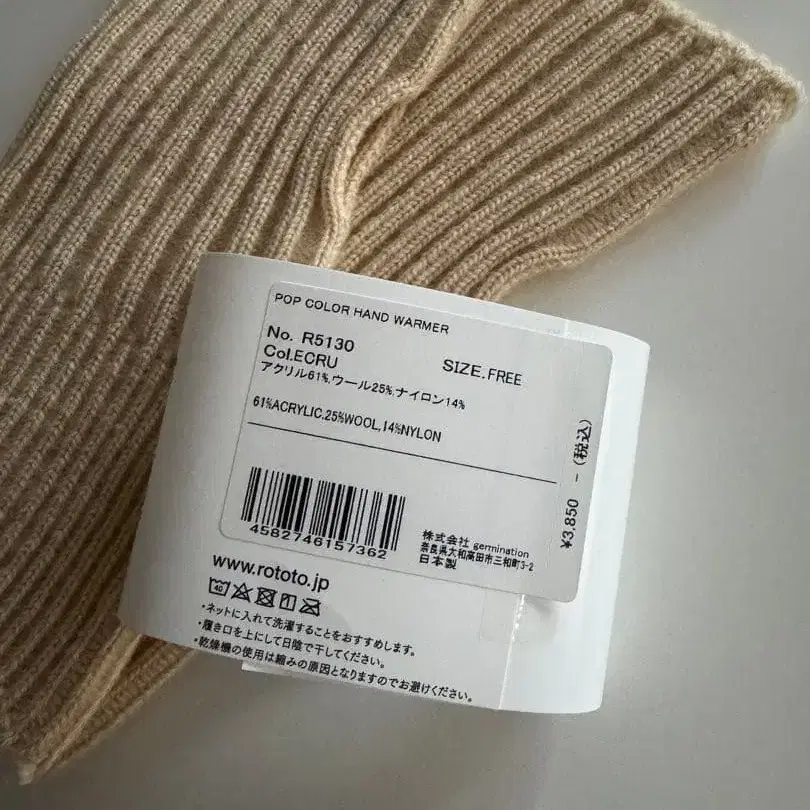 POP COLOR HAND WARMER
No. R5130
Col.ECRU
SIZE.FREE
アクリル61%,ウール25%,ナイロン14%
61%ACRYLIC,25%WOOL,14%NYLON
¥3,850 - (税込)
4582746157362
株式会社 germination
奈良県大和高田市三和町3-2
日本製
www.rototo.jp
40
・ネットに入れて洗濯することをおすすめします。
・履き口を上にして日陰で干してください。
・乾燥機の使用は縮みの原因となりますのでお避けください。